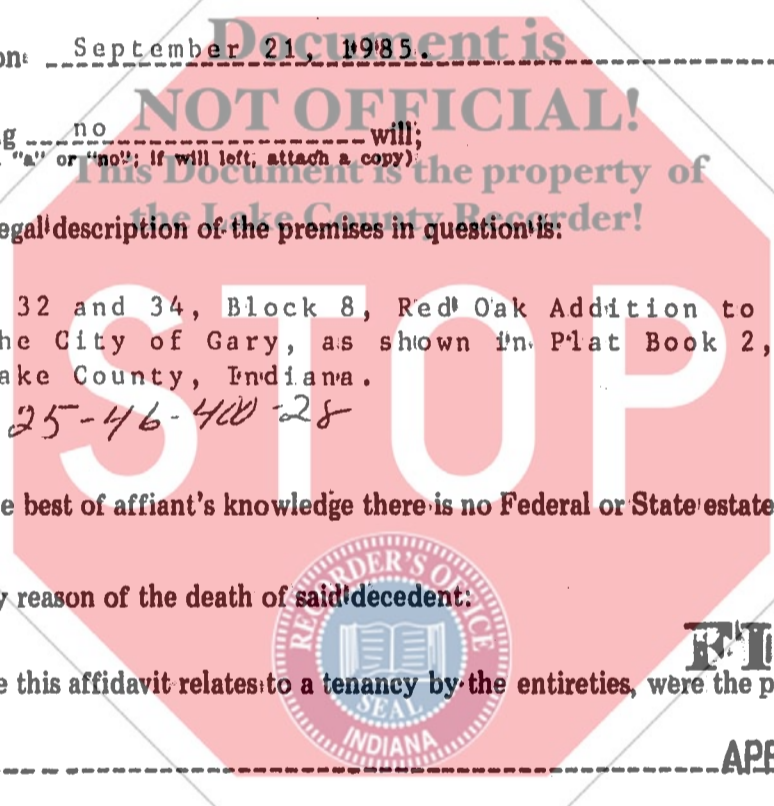 on: September 21, 1985.
Document is
NOT OFFICIAL!
g no will;
"a" or "no"; if will left, attach a copy)
This Document is the property of
the Lake County Recorder!
egal description of the premises in question is:
32 and 34, Block 8, Red Oak Addition to
he City of Gary, as shown in Plat Book 2,
ake County, Indiana.
25-46-400-28
STOP
e best of affiant's knowledge there is no Federal or State estate
y reason of the death of said decedent:
RECORDER'S OFFICE
SEAL
INDIANA
FI
e this affidavit relates to a tenancy by the entireties, were the p
AP